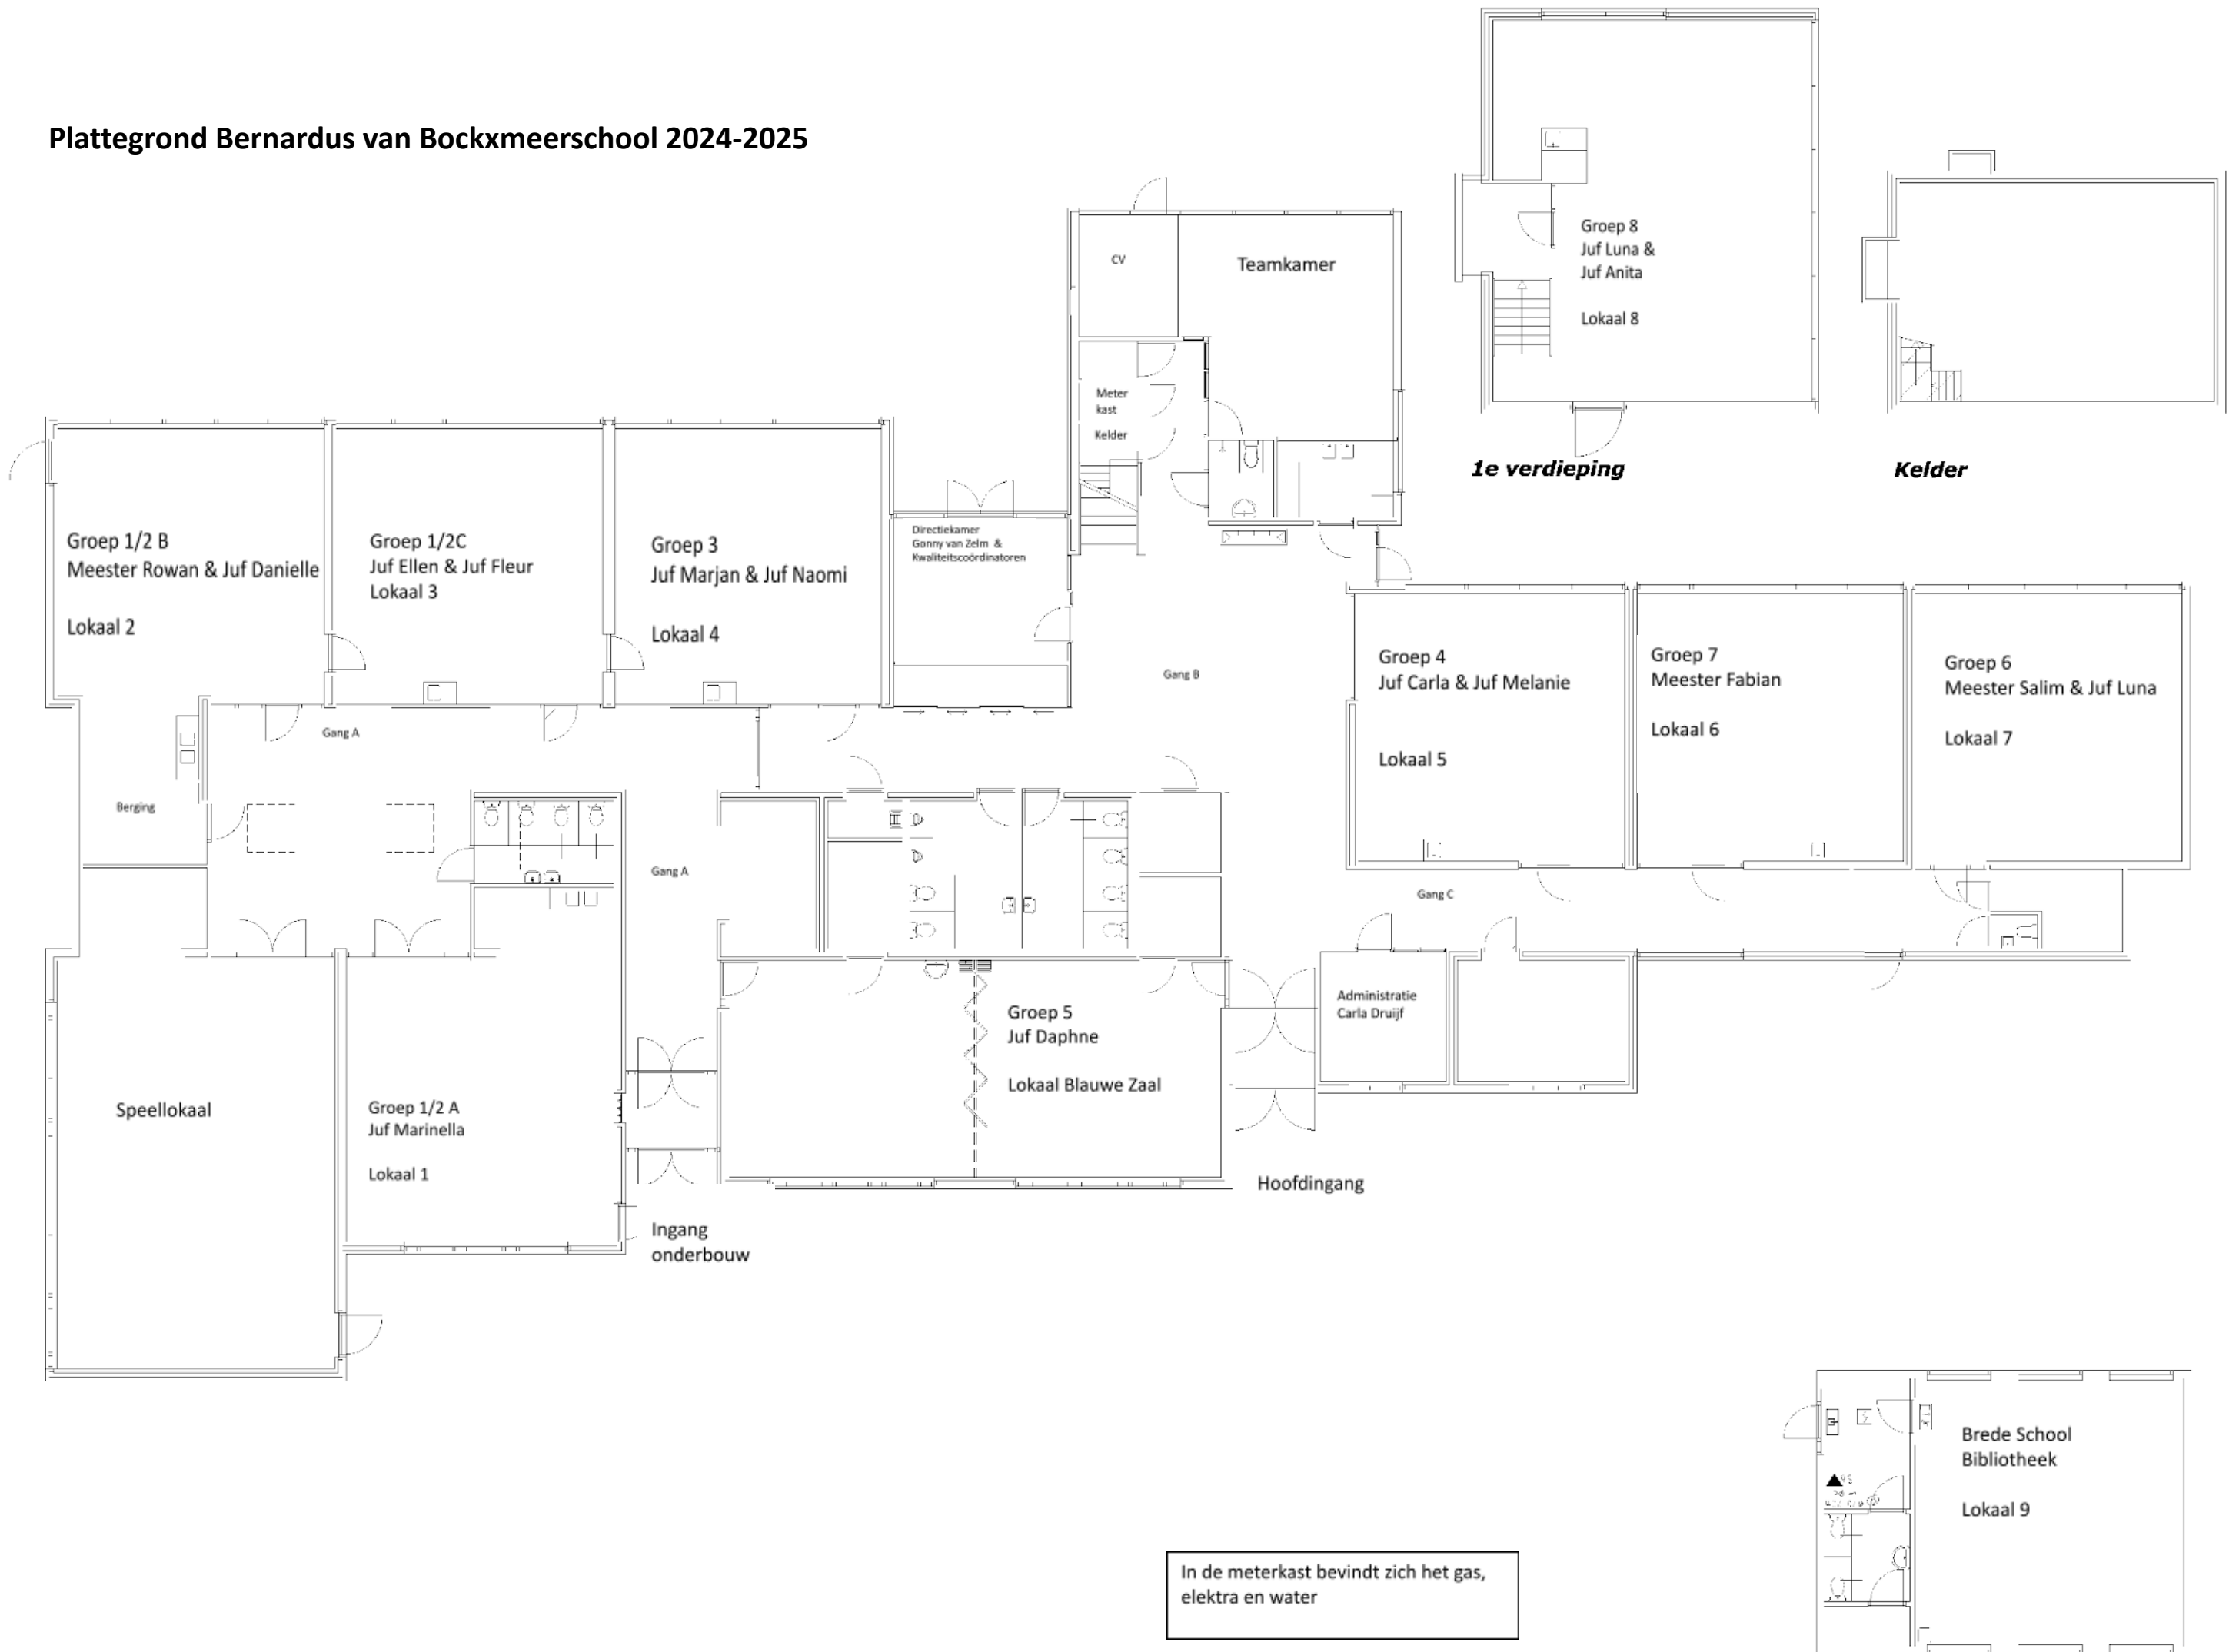 Plattegrond Bernardus van Bockxmeerschool 2024-2025
Groep 8
Juf Luna &
Juf Anita
Lokaal 8
1e verdieping
Kelder
CV
Teamkamer
Meter
kast
Kelder
Groep 1/2 B
Meester Rowan & Juf Danielle
Lokaal 2
Groep 1/2C
Juf Ellen & Juf Fleur
Lokaal 3
Groep 3
Juf Marjan & Juf Naomi
Lokaal 4
Directiekamer
Gonny van Zelm &
Kwaliteitscoördinatoren
Gang B
Groep 4
Juf Carla & Juf Melanie
Lokaal 5
Groep 7
Meester Fabian
Lokaal 6
Groep 6
Meester Salim & Juf Luna
Lokaal 7
Gang A
Berging
Gang A
Gang C
Speellokaal
Groep 1/2 A
Juf Marinella
Lokaal 1
Groep 5
Juf Daphne
Lokaal Blauwe Zaal
Administratie
Carla Druijf
Hoofdingang
Ingang
onderbouw
Brede School
Bibliotheek
Lokaal 9
In de meterkast bevindt zich het gas,
elektra en water